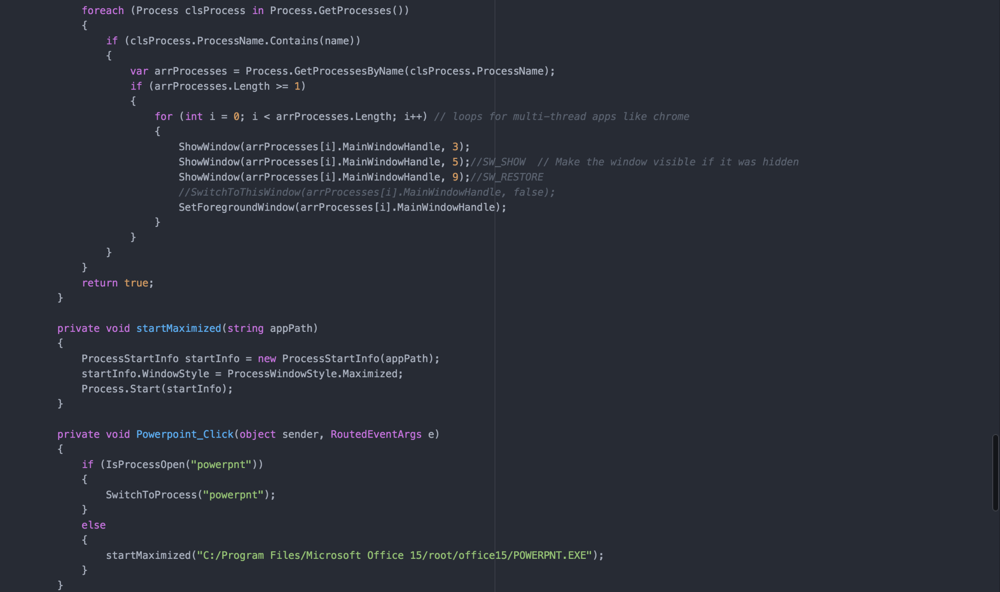 foreach (Process clsProcess in Process.GetProcesses())
{
if (clsProcess.ProcessName.Contains(name))
{
var arrProcesses = Process.GetProcessesByName(clsProcess.ProcessName);
if (arrProcesses.Length >= 1)
{
for (int i = 0; i < arrProcesses.Length; i++) // loops for multi-thread apps like chrome
{
ShowWindow(arrProcesses[i].MainWindowHandle, 3);
ShowWindow(arrProcesses[i].MainWindowHandle, 5);//SW_SHOW  // Make the window visible if it was hidden
ShowWindow(arrProcesses[i].MainWindowHandle, 9);//SW_RESTORE
//SwitchToThisWindow(arrProcesses[i].MainWindowHandle, false);
SetForegroundWindow(arrProcesses[i].MainWindowHandle);
}
}
}
}
return true;
}
private void startMaximized(string appPath)
{
ProcessStartInfo startInfo = new ProcessStartInfo(appPath);
startInfo.WindowStyle = ProcessWindowStyle.Maximized;
Process.Start(startInfo);
}
private void Powerpoint_Click(object sender, RoutedEventArgs e)
{
if (IsProcessOpen("powerpnt"))
{
SwitchToProcess("powerpnt");
}
else
{
startMaximized("C:/Program Files/Microsoft Office 15/root/office15/POWERPNT.EXE");
}
}